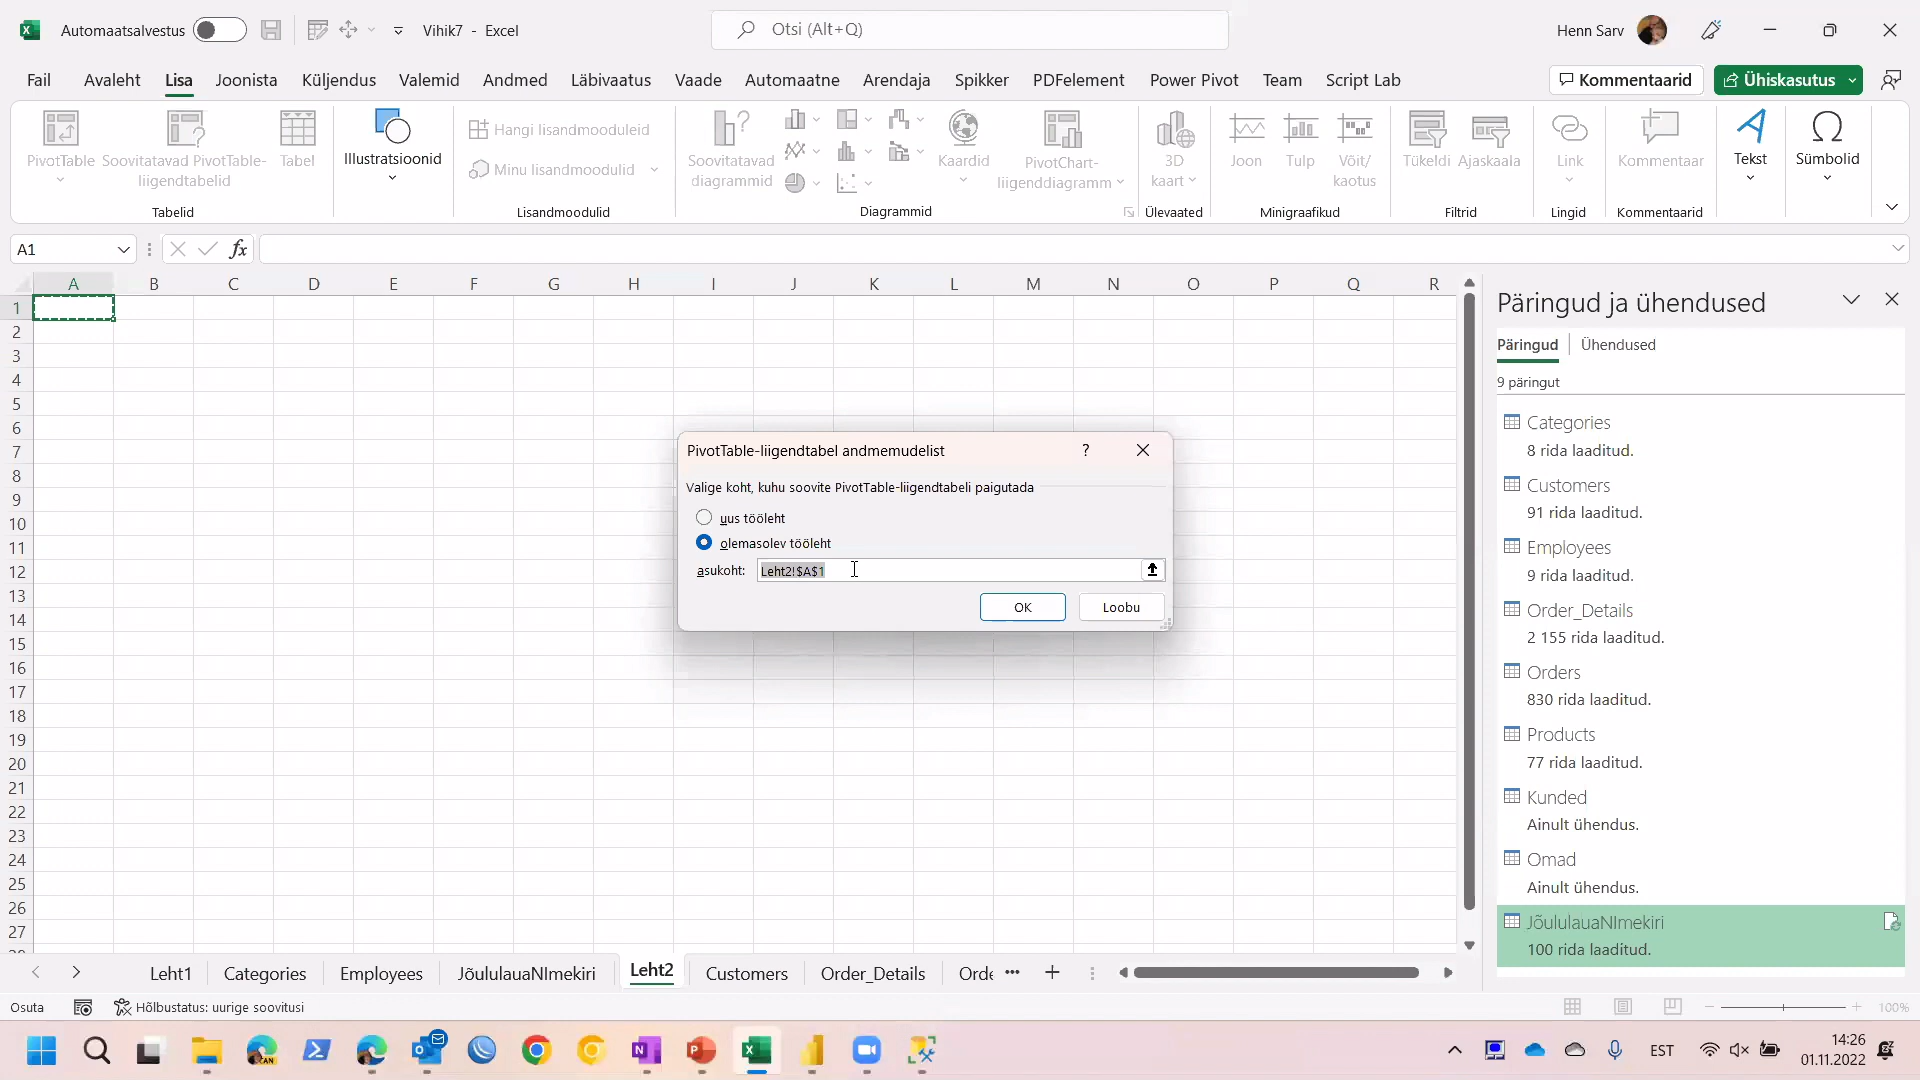 Automaatsalvestus
Vihik7 - Excel
Otsi (Alt+Q)
Henn Sarv
Fail Avaleht Lisa Joonista Küljendus Valemid Andmed Läbivaatus Vaade Automaatne Arendaja Spikker PDFelement Power Pivot Team Script Lab
Kommentaarid
Ühiskasutus
PivotTable
Soovitatavad PivotTable-
liigendtabelid
Tabel
Tabelid
Illustratsioonid
Hangi lisandmooduleid
Minu lisandmoodulid
Lisandmoodulid
Soovitatavad
diagrammid
Kaardid
PivotChart-
liigenddiagramm
Diagrammid
3D
kaart
Ülevaated
Joon
Tulp
Võit/
kaotus
Minigraafikud
Tükeldi
Ajaskaala
Filtrid
Link
Lingid
Kommentaar
Kommentaarid
Tekst
Sümbolid
A1
fx
A B C D E F G H I J K L M N O P Q R
1
2
3
4
5
6
7
8
9
10
11
12
13
14
15
16
17
18
19
20
21
22
23
24
25
26
27
PivotTable-liigendtabel andmemudelist
?
Valige koht, kuhu soovite PivotTable-liigendtabeli paigutada
uus tööleht
olemasolev tööleht
asukoht: Leht2!$A$1
OK
Loobu
Päringud ja ühendused
Päringud
Ühendused
9 päringut
Categories
8 rida laaditud.
Customers
91 rida laaditud.
Employees
9 rida laaditud.
Order_Details
2 155 rida laaditud.
Orders
830 rida laaditud.
Products
77 rida laaditud.
Kunded
Ainult ühendus.
Omad
Ainult ühendus.
JõululauaNImekiri
100 rida laaditud.
Leht1 Categories Employees JõululauaNImekiri Leht2 Customers Order_Details Orde
Osuta
Hõlbustatus: uurige soovitusi
100%
CAN
EST
14:26
01.11.2022